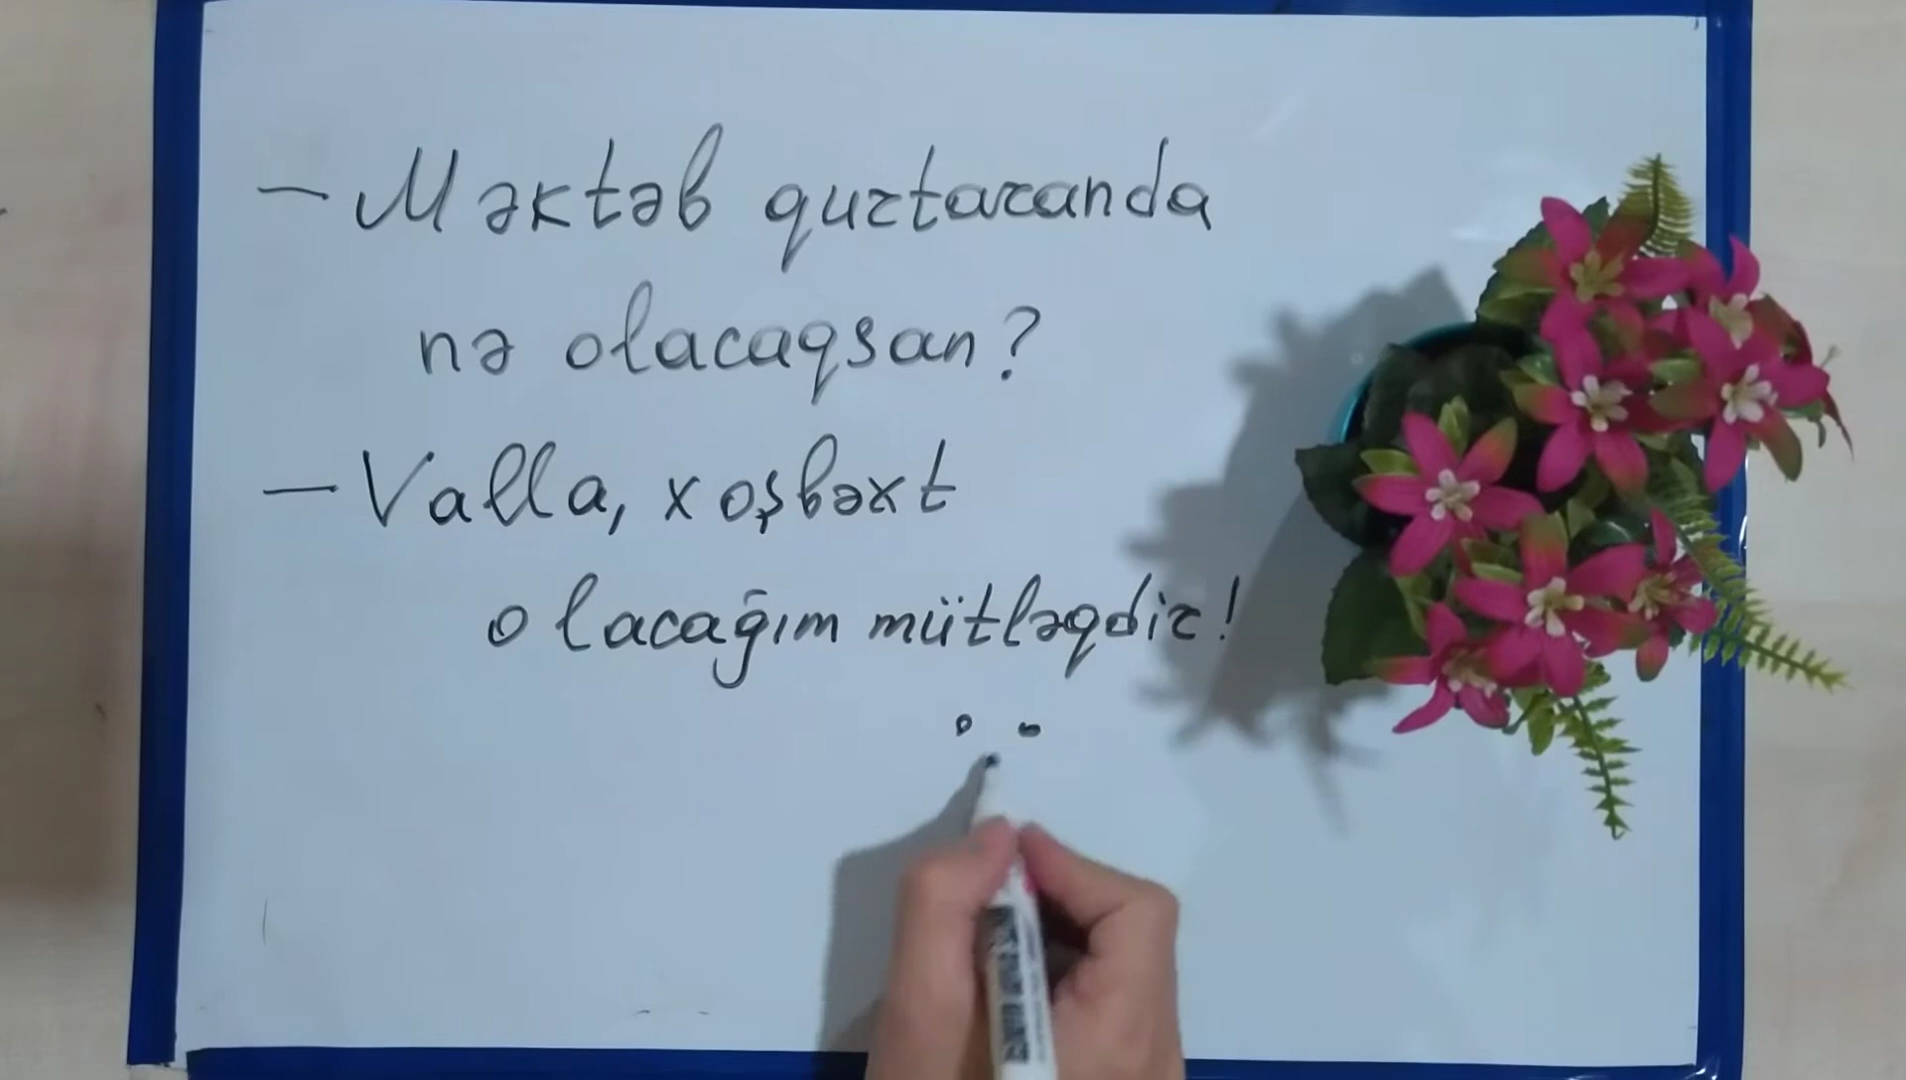 - Məktəb qurtaranda
nə olacaqsan?
- Valla, xoşbəxt
olacağım mütləqdir!